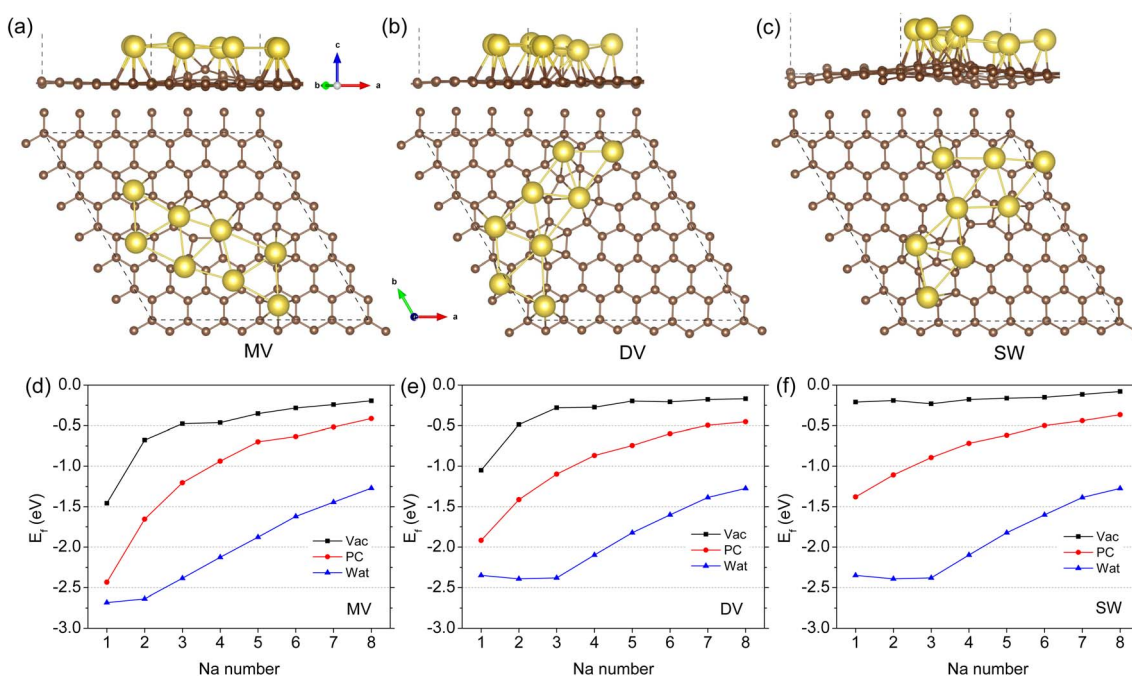 (a)
(b)
(c)
c
b
a
b
a
MV
DV
SW
(d)
0.0
-0.5
-1.0
-1.5
-2.0
-2.5
-3.0
E_f (eV)
Vac
PC
Wat
MV
1 2 3 4 5 6 7 8
Na number
(e)
0.0
-0.5
-1.0
-1.5
-2.0
-2.5
-3.0
E_f (eV)
Vac
PC
Wat
DV
1 2 3 4 5 6 7 8
Na number
(f)
0.0
-0.5
-1.0
-1.5
-2.0
-2.5
-3.0
E_f (eV)
Vac
PC
Wat
SW
1 2 3 4 5 6 7 8
Na number